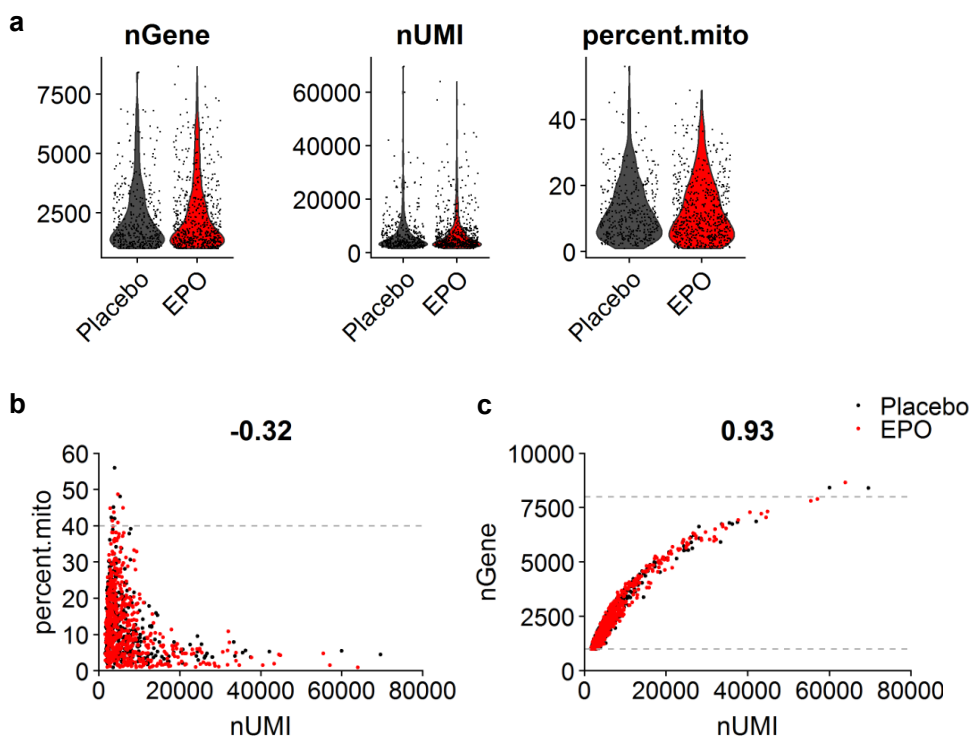 a
nGene
nUMI
percent.mito
7500
5000
2500
60000
40000
20000
0
40
20
0
Placebo
EPO
Placebo
EPO
Placebo
EPO
b
-0.32
60
50
40
30
20
10
0
percent.mito
0 20000 40000 60000 80000
nUMI
c
0.93
Placebo
EPO
10000
7500
5000
2500
0
nGene
0 20000 40000 60000 80000
nUMI